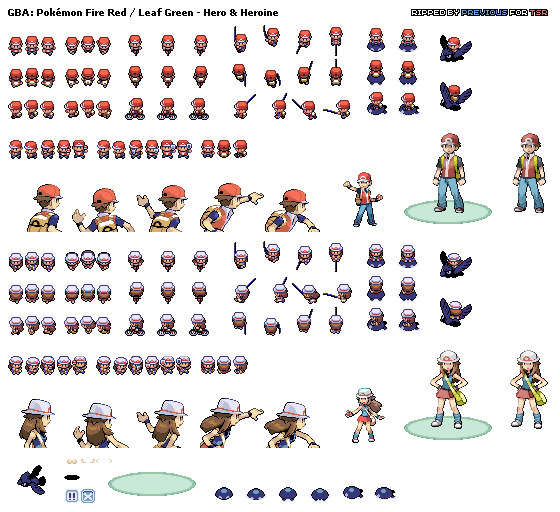 GBA: Pokémon Fire Red / Leaf Green - Hero & Heroine
RIPPED BY PREVIOUS FOR TSR